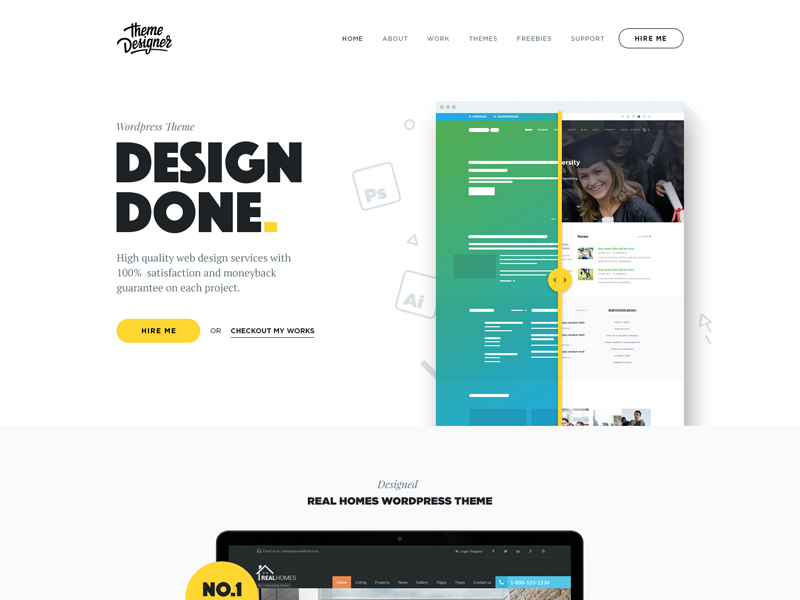 Theme
Designer
HOME
ABOUT
WORK
THEMES
FREEBIES
SUPPORT
HIRE ME
Wordpress Theme
DESIGN
DONE.
High quality web design services with
100% satisfaction and moneyback
guarantee on each project.
HIRE ME
OR
CHECKOUT MY WORKS
Ps
Ai
ersity
News
Administration
Designed
REAL HOMES WORDPRESS THEME
Login / Register
REALHOMES
Home
Listing
Property
News
Gallery
Pages
Types
Contact us
1-800-555-1234
NO.1